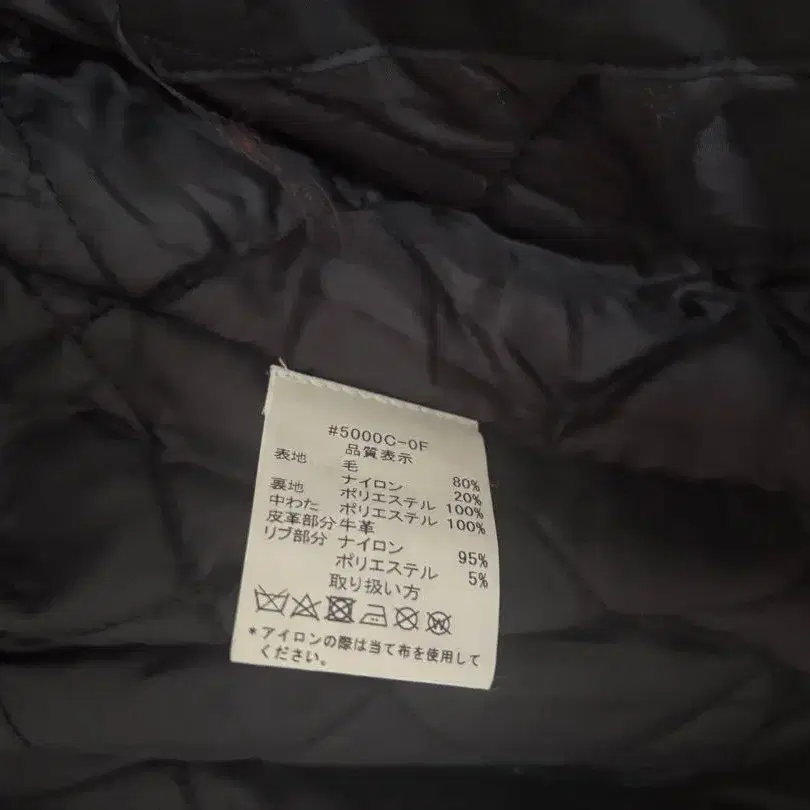 #5000C-0F
品質表示
表地 毛 80%
ナイロン 20%
裏地 ポリエステル 100%
中わた ポリエステル 100%
皮革部分 牛革
リブ部分 ナイロン 95%
ポリエステル 5%
取り扱い方
W
*アイロンの際は当て布を使用して
ください。